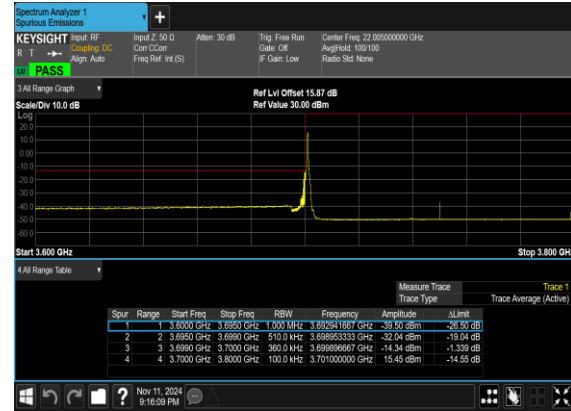 Spectrum Analyzer 1
Spurious Emissions
+
KEYSIGHT Input: RF Input Z: 50 Ω Atten: 30 dB Trig: Free Run Center Freq: 22.005000000 GHz
R T Coupling: DC Corr CCorr Gate: Off Avg|Hold: 100/100
Align: Auto Freq Ref: Int (S) IF Gain: Low Radio Std: None
PASS
3 All Range Graph Ref Lvl Offset 15.87 dB
Scale/Div 10.0 dB Ref Value 30.00 dBm
Log
20.0
10.0
0.00
-10.0
-20.0
-30.0
-40.0
-50.0
-60.0
Start 3.600 GHz Stop 3.800 GH
4 All Range Table
Measure Trace Trace 1
Trace Type Trace Average (Active)
Spur Range Start Freq Stop Freq RBW Frequency Amplitude ΔLimit
1 1 3.6000 GHz 3.6950 GHz 1.000 MHz 3.692941667 GHz -39.50 dBm -26.50 dB
2 2 3.6950 GHz 3.6990 GHz 510.0 kHz 3.698953333 GHz -32.04 dBm -19.04 dB
3 3 3.6990 GHz 3.7000 GHz 360.0 kHz 3.699896667 GHz -14.34 dBm -1.339 dB
4 4 3.7000 GHz 3.8000 GHz 100.0 kHz 3.701000000 GHz 15.45 dBm -14.55 dB
? Nov 11, 2024
9:16:09 PM